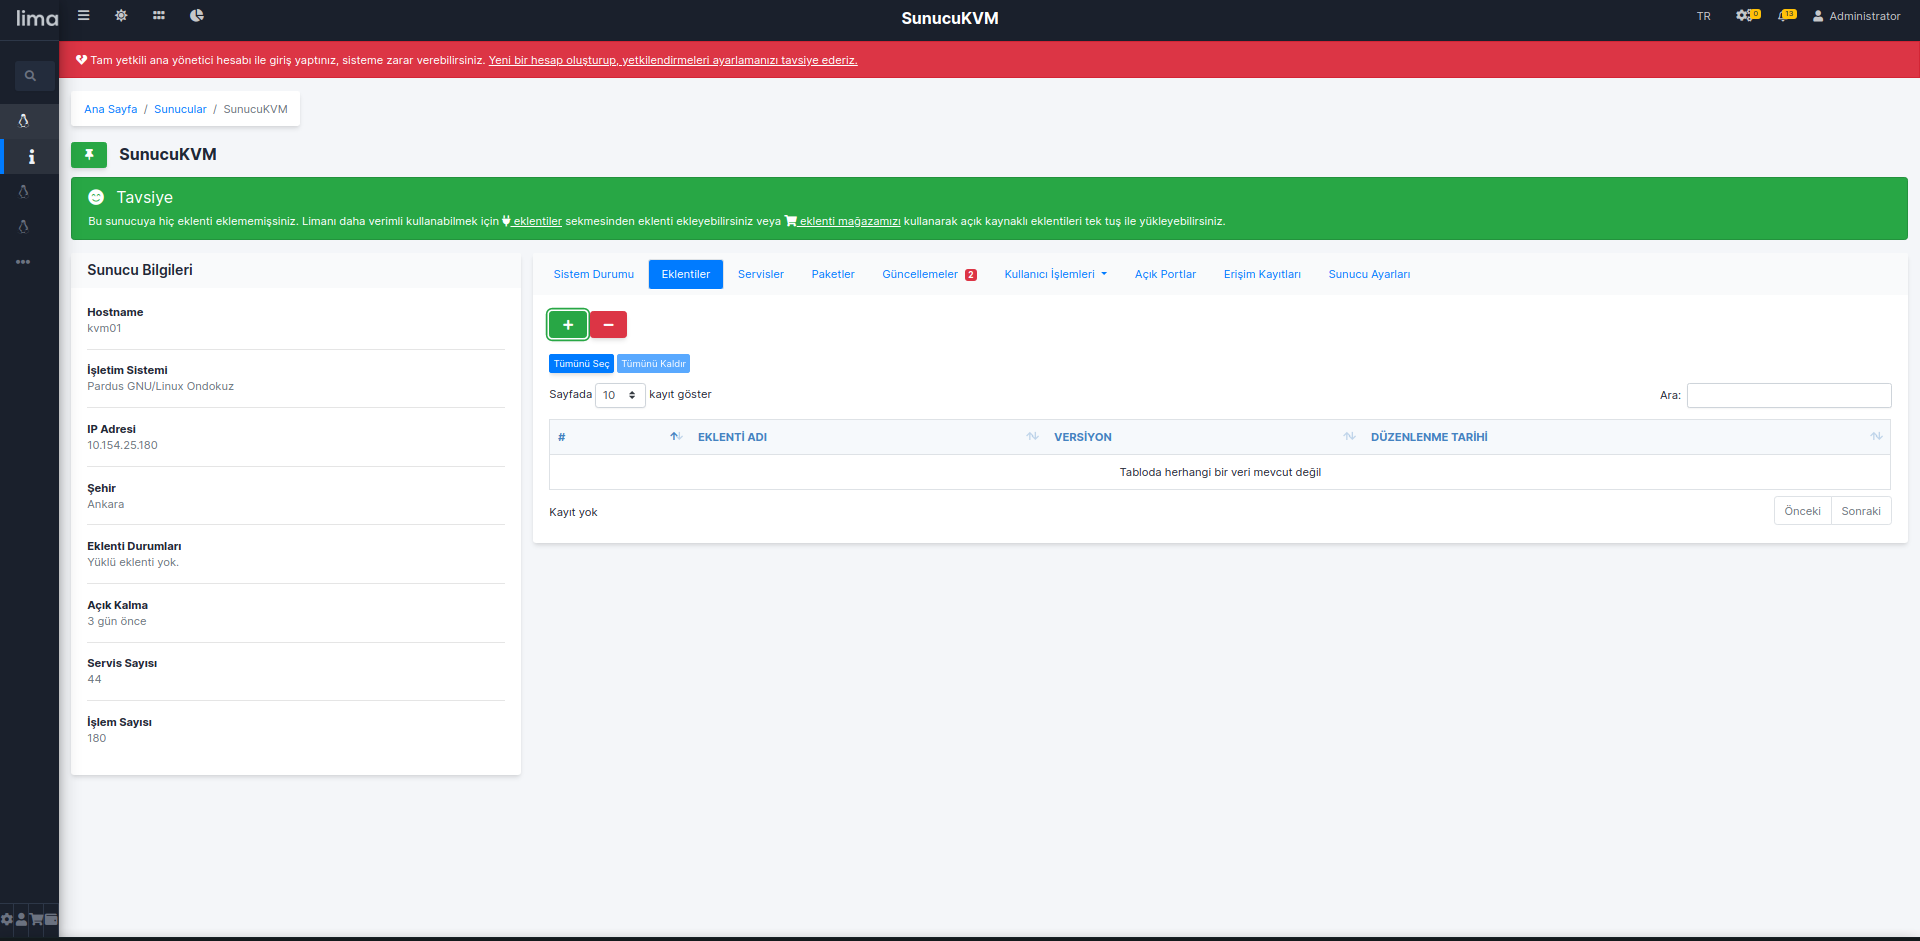 lima
SunucuKVM
TR
0
13
Administrator
Tam yetkili ana yönetici hesabı ile giriş yaptınız, sisteme zarar verebilirsiniz. Yeni bir hesap oluşturup, yetkilendirmeleri ayarlamanızı tavsiye ederiz.
Ana Sayfa / Sunucular / SunucuKVM
SunucuKVM
Tavsiye
Bu sunucuya hiç eklenti eklememişsiniz. Limanı daha verimli kullanabilmek için eklentiler sekmesinden eklenti ekleyebilirsiniz veya eklenti mağazamızı kullanarak açık kaynaklı eklentileri tek tuş ile yükleyebilirsiniz.
Sunucu Bilgileri
Hostname
kvm01
İşletim Sistemi
Pardus GNU/Linux Ondokuz
IP Adresi
10.154.25.180
Şehir
Ankara
Eklenti Durumları
Yüklü eklenti yok.
Açık Kalma
3 gün önce
Servis Sayısı
44
İşlem Sayısı
180
Sistem Durumu Eklentiler Servisler Paketler Güncellemeler 2 Kullanıcı İşlemleri Açık Portlar Erişim Kayıtları Sunucu Ayarları
+ −
Tümünü Seç Tümünü Kaldır
Sayfada 10 kayıt göster
Ara:
# EKLENTİ ADI VERSİYON DÜZENLENME TARİHİ
Tabloda herhangi bir veri mevcut değil
Kayıt yok
Önceki Sonraki